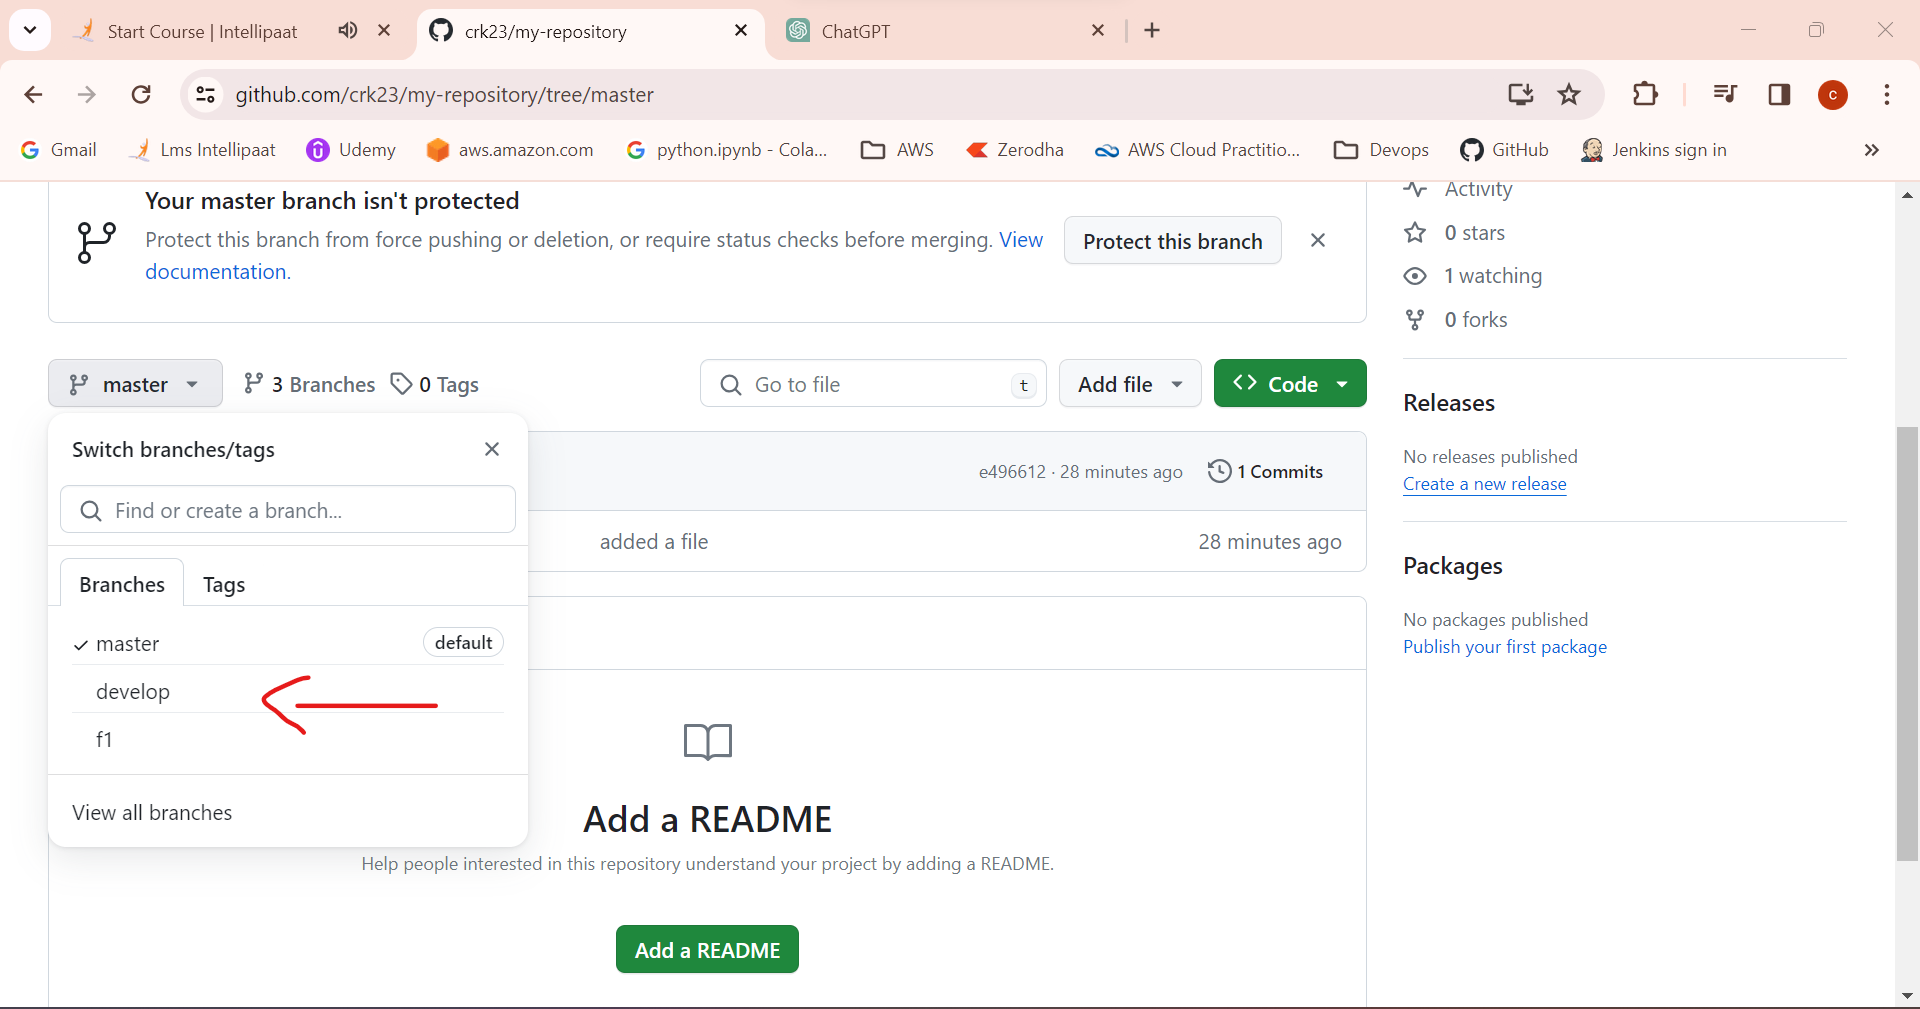 Start Course | Intellipaat
crk23/my-repository
ChatGPT
github.com/crk23/my-repository/tree/master
c
Gmail
Lms Intellipaat
Udemy
aws.amazon.com
python.ipynb - Cola...
AWS
Zerodha
AWS Cloud Practitio...
Devops
GitHub
Jenkins sign in
Your master branch isn't protected
Protect this branch from force pushing or deletion, or require status checks before merging. View
documentation.
Protect this branch
Activity
0 stars
1 watching
0 forks
master
3 Branches
0 Tags
Go to file
t
Add file
Code
Switch branches/tags
Find or create a branch...
Branches
Tags
master
default
develop
f1
View all branches
e496612 · 28 minutes ago
1 Commits
added a file
28 minutes ago
Add a README
Help people interested in this repository understand your project by adding a README.
Add a README
Releases
No releases published
Create a new release
Packages
No packages published
Publish your first package